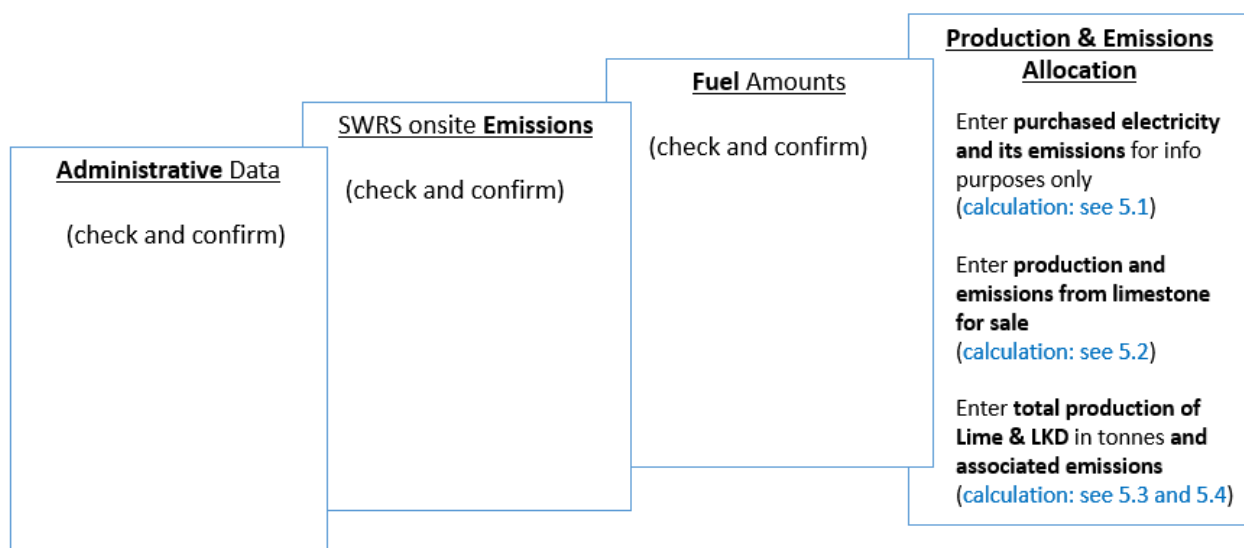 Administrative Data
(check and confirm)
SWRS onsite Emissions
(check and confirm)
Fuel Amounts
(check and confirm)
Production & Emissions
Allocation
Enter purchased electricity
and its emissions for info
purposes only
(calculation: see 5.1)
Enter production and
emissions from limestone
for sale
(calculation: see 5.2)
Enter total production of
Lime & LKD in tonnes and
associated emissions
(calculation: see 5.3 and 5.4)